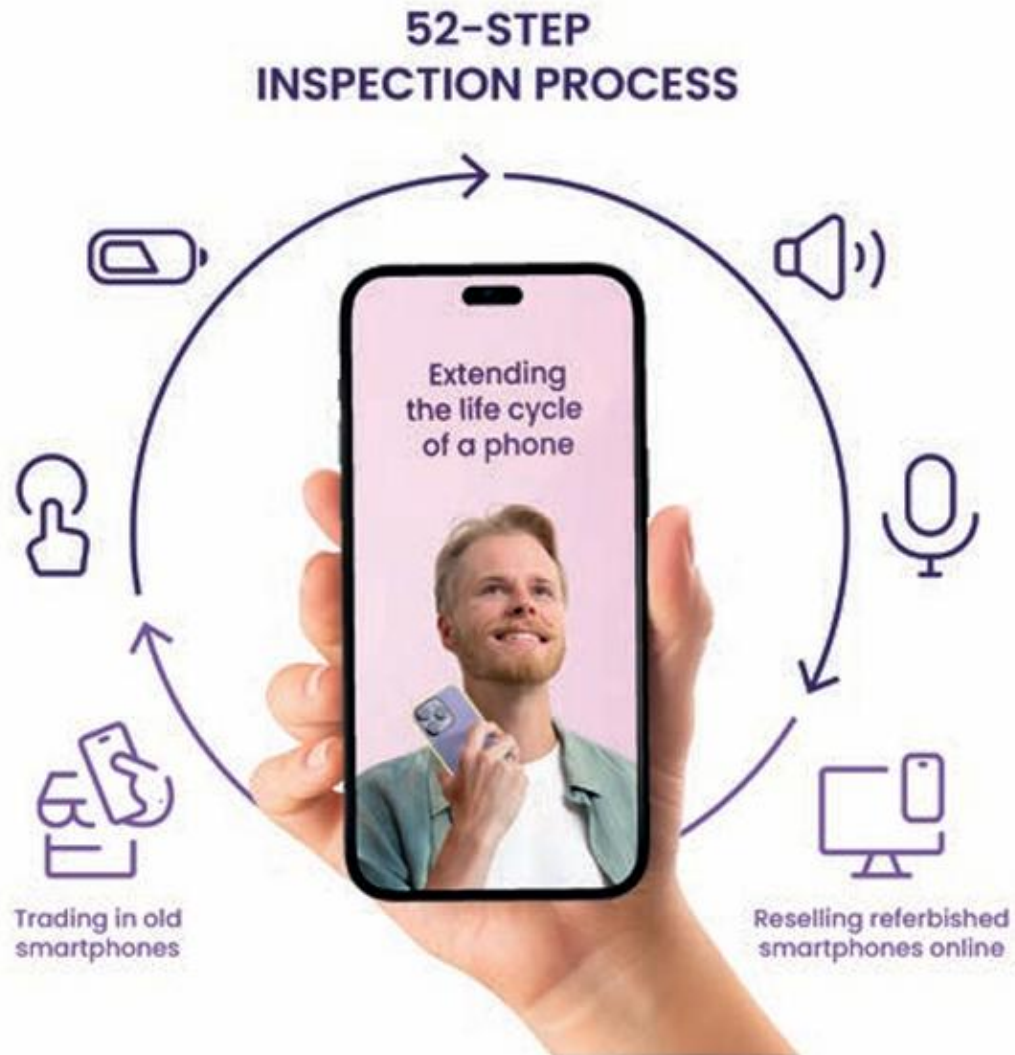 52-STEP
INSPECTION PROCESS
Extending
the life cycle
of a phone
Trading in old
smartphones
Reselling referbished
smartphones online